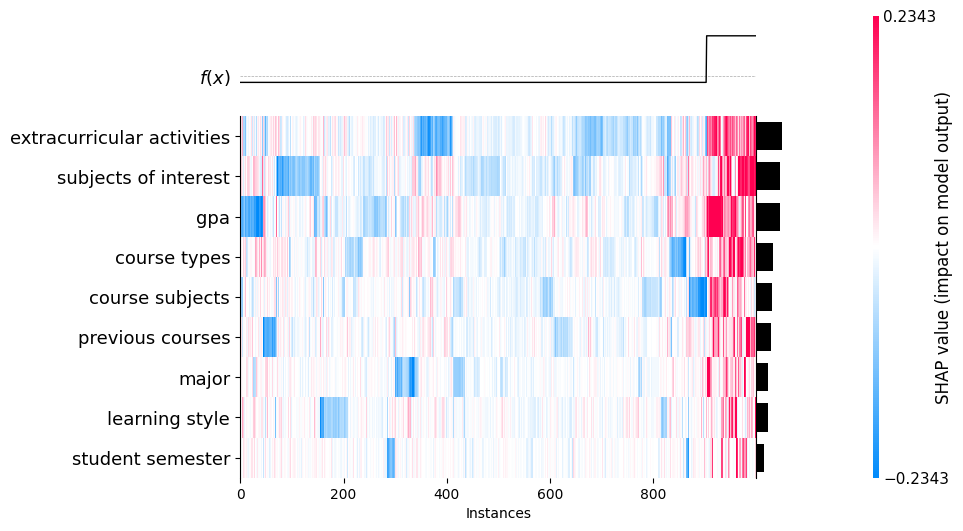 0.2343
f(x)
extracurricular activities
subjects of interest
gpa
course types
course subjects
previous courses
major
learning style
student semester
0 200 400 600 800
Instances
SHAP value (impact on model output)
−0.2343